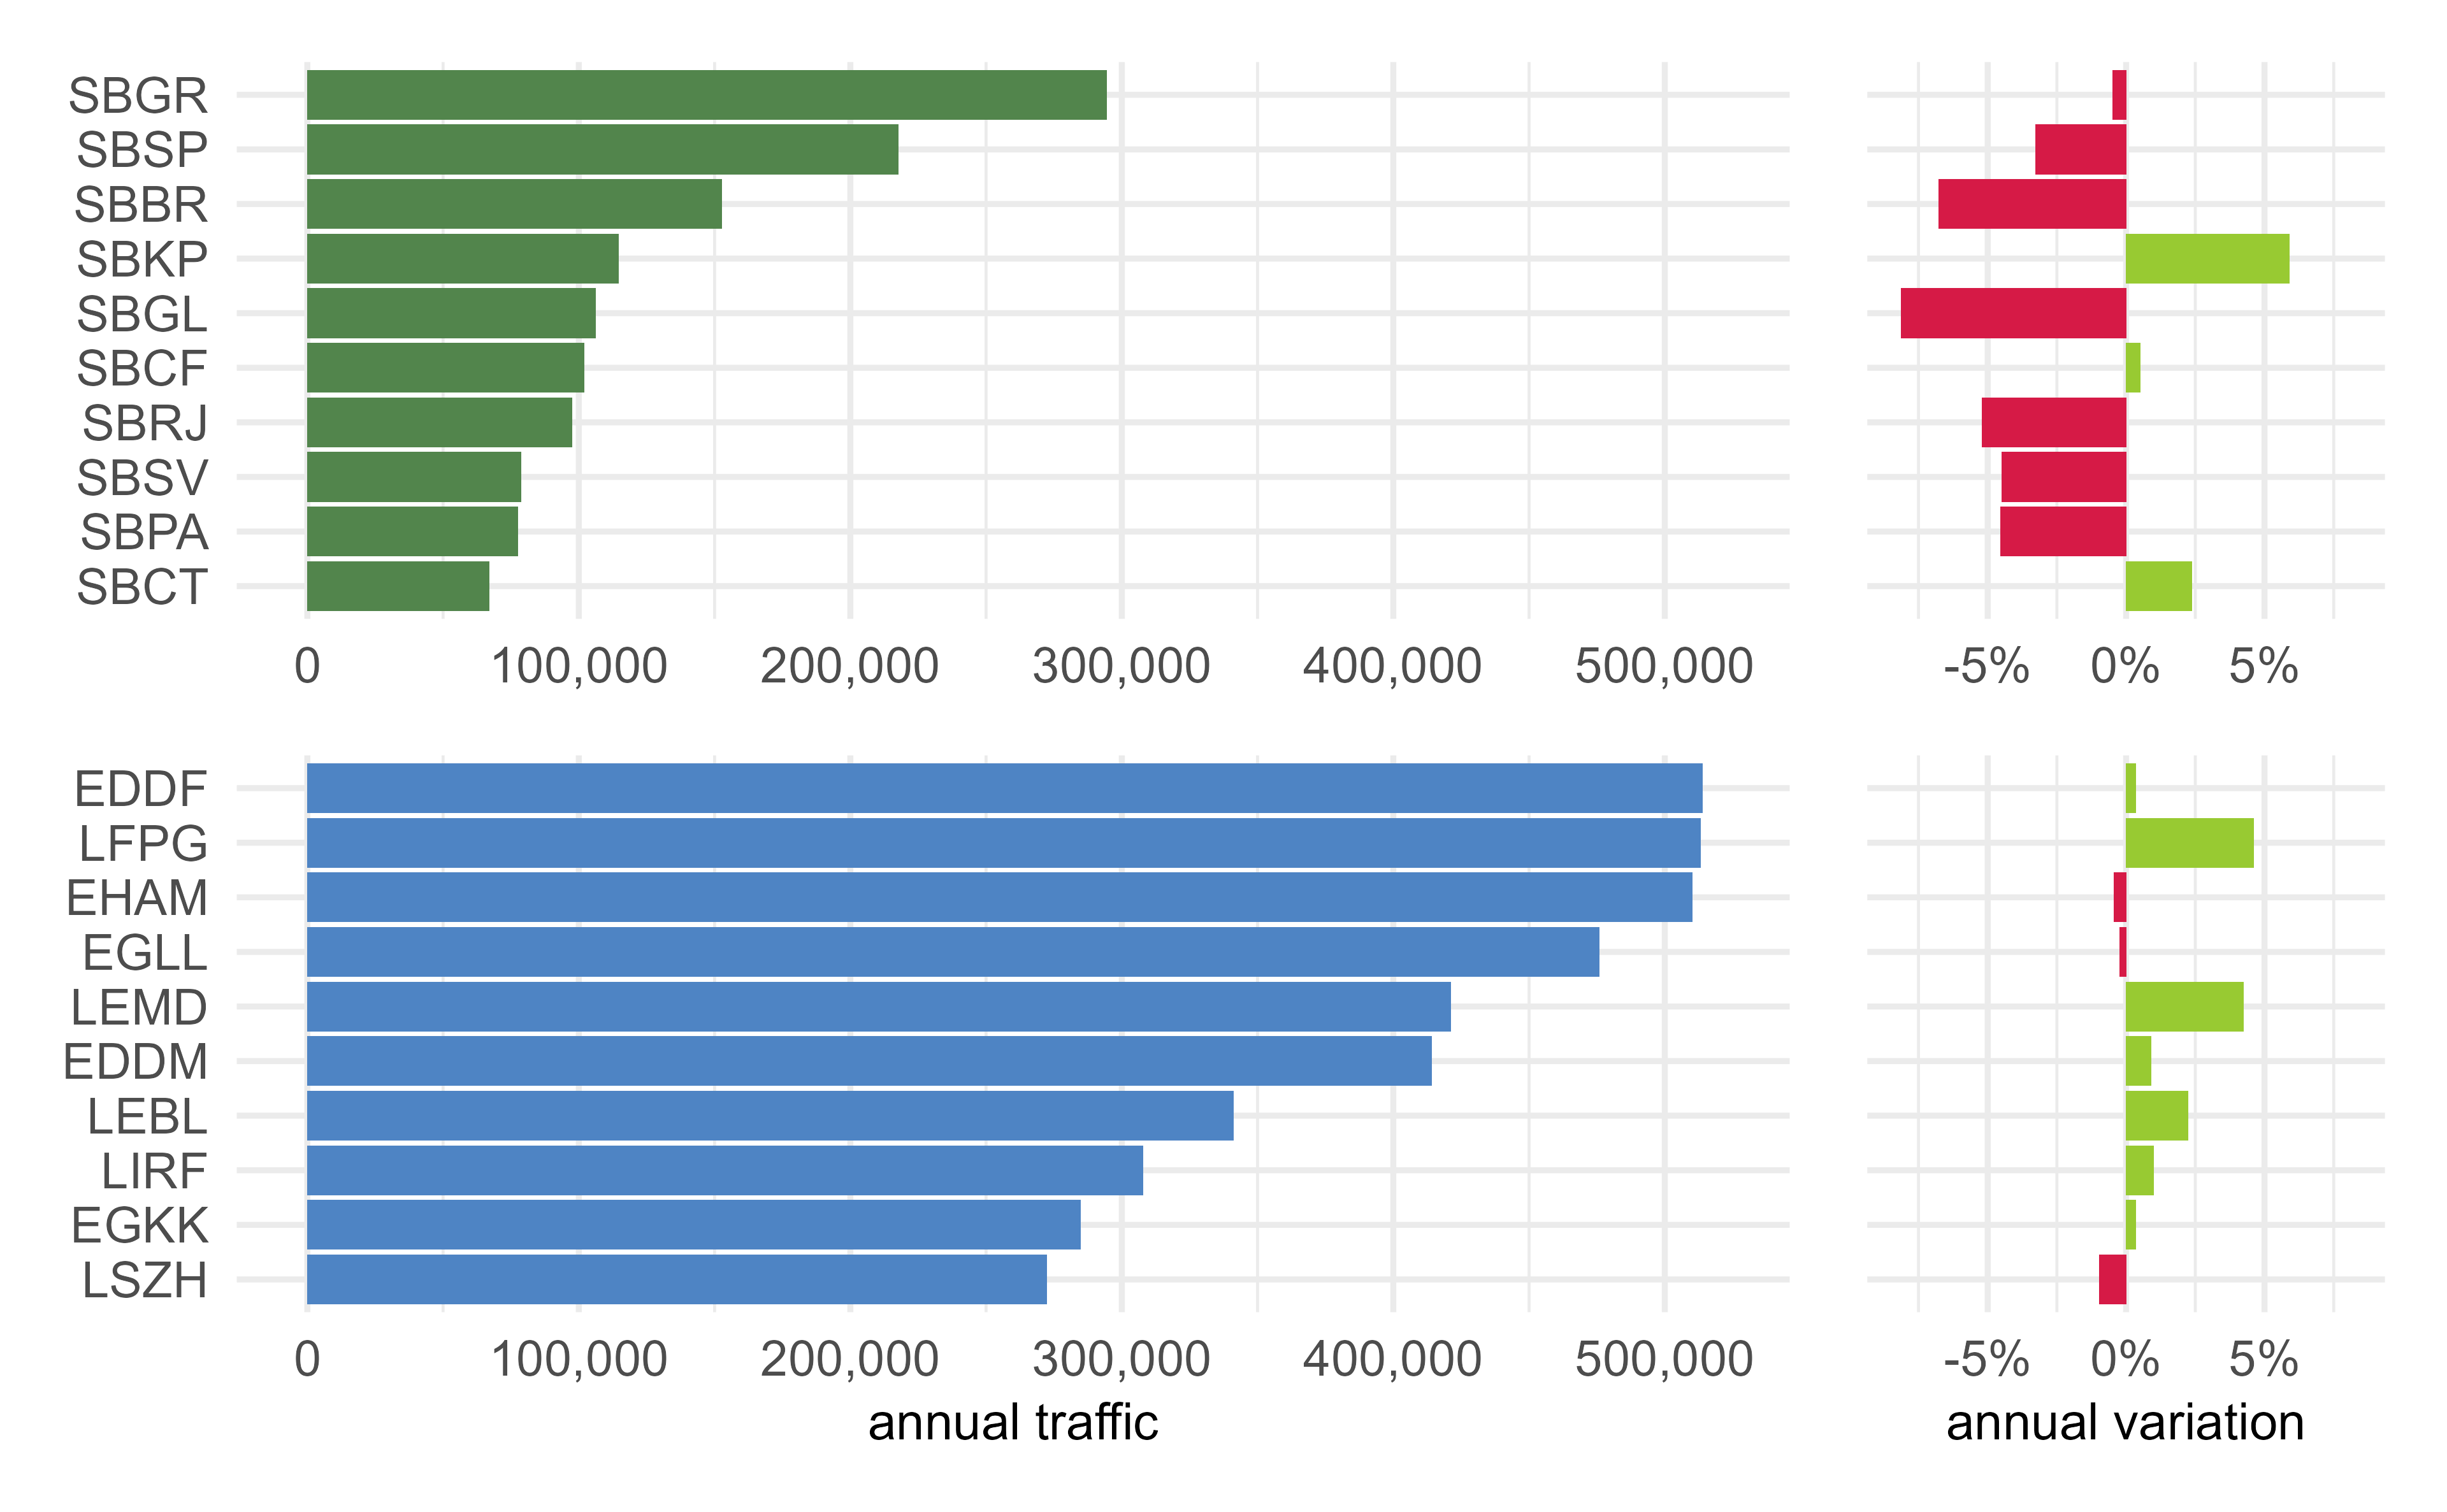 SBGR
SBSP
SBBR
SBKP
SBGL
SBCF
SBRJ
SBSV
SBPA
SBCT
0 100,000 200,000 300,000 400,000 500,000 -5% 0% 5%
EDDF
LFPG
EHAM
EGLL
LEMD
EDDM
LEBL
LIRF
EGKK
LSZH
0 100,000 200,000 300,000 400,000 500,000 -5% 0% 5%
annual traffic annual variation